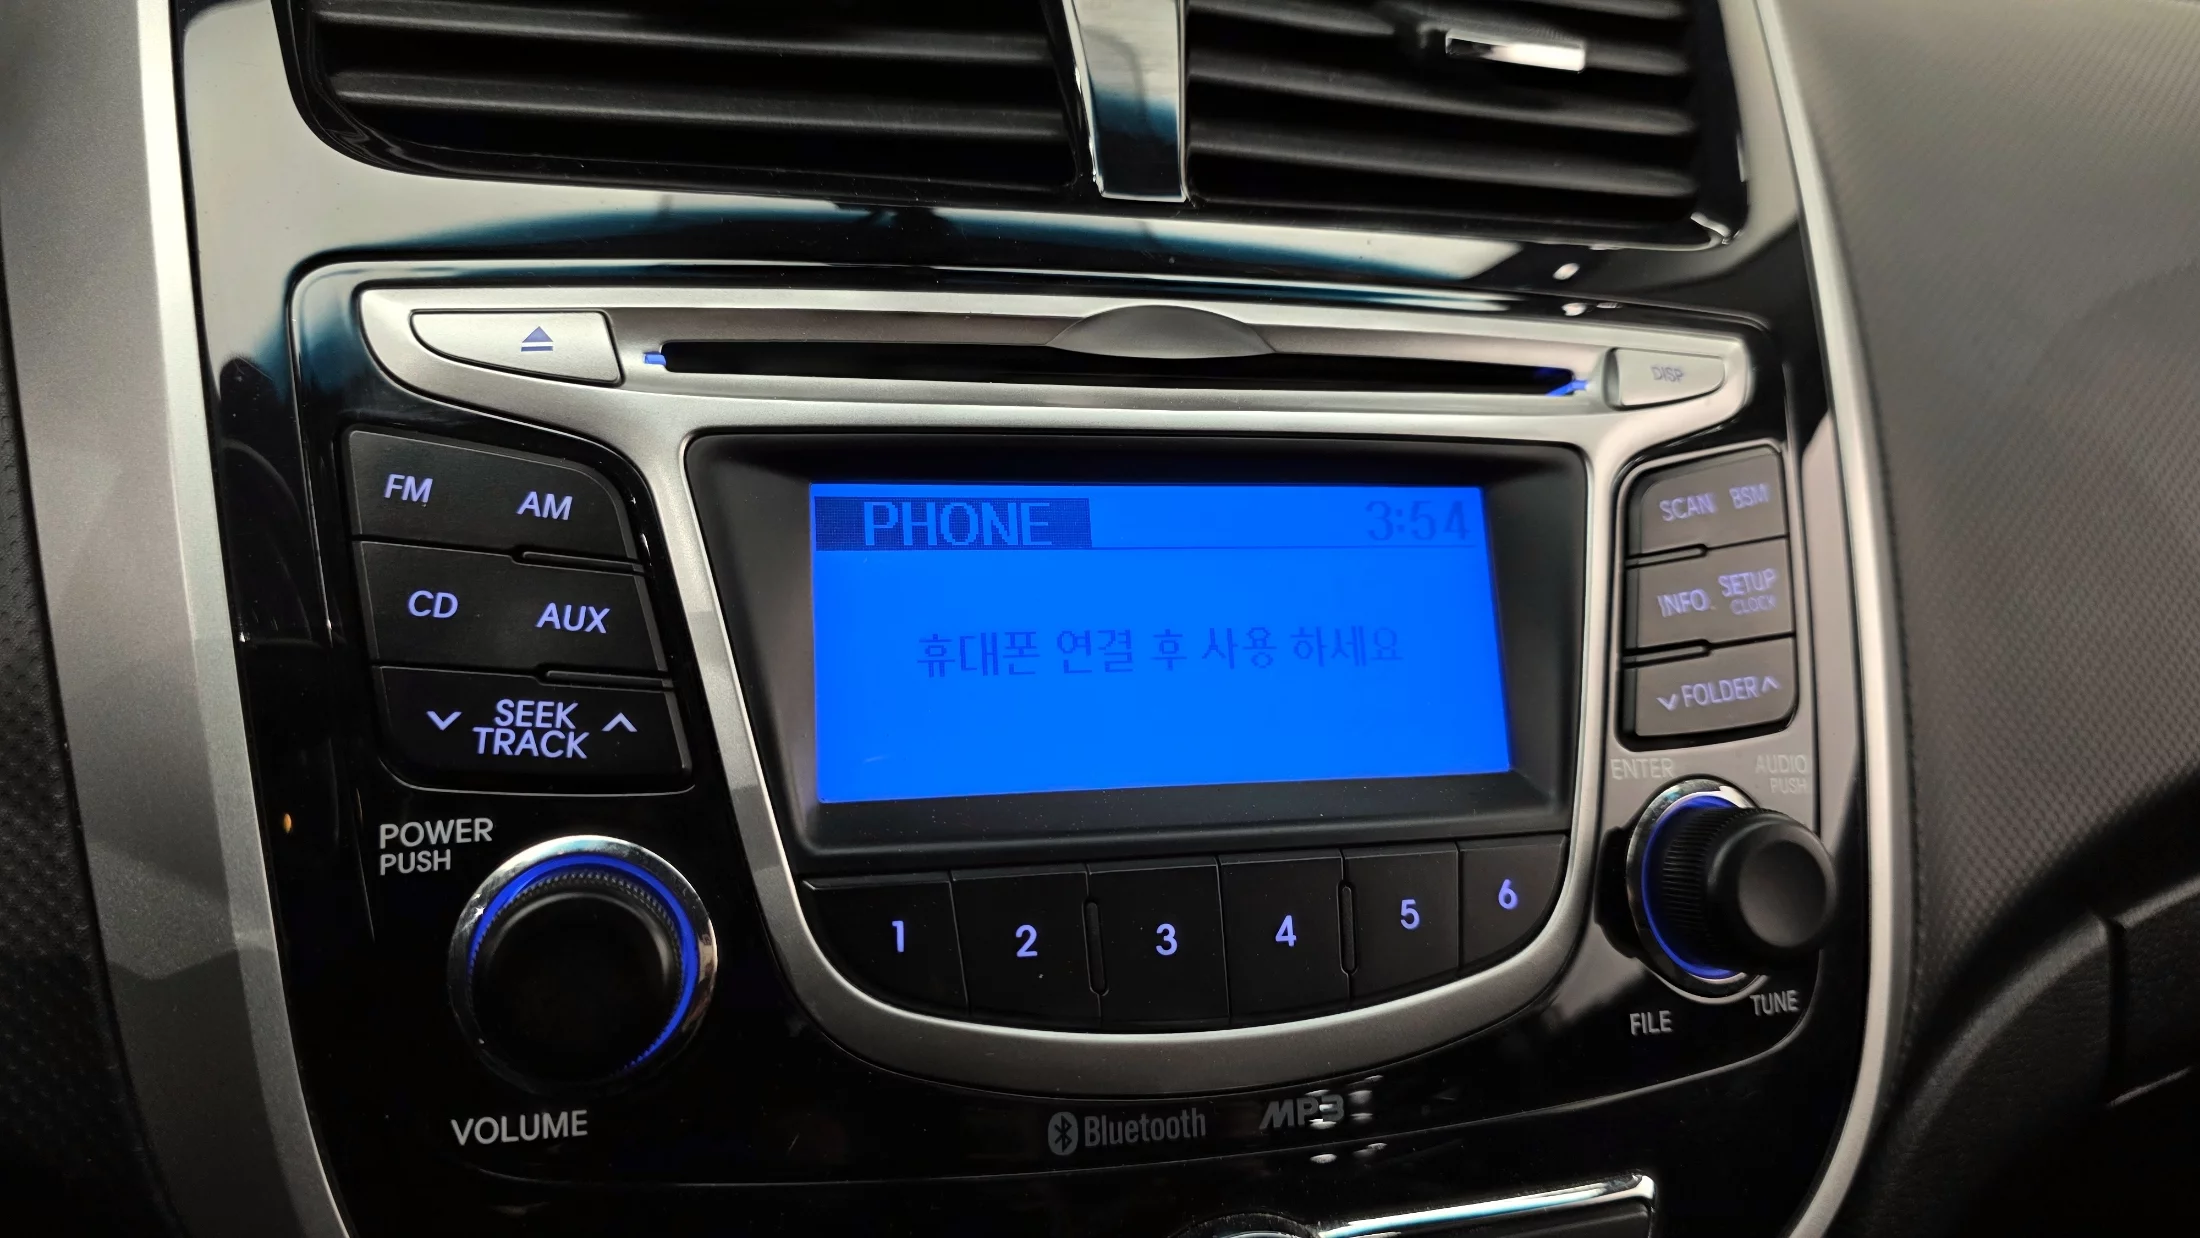 DISP
FM AM
SCAN BSM
PHONE 3:54
CD AUX
INFO SETUP
CLOCK
휴대폰 연결 후 사용 하세요
SEEK
TRACK
FOLDER
ENTER AUDIO
PUSH
POWER
PUSH
1 2 3 4 5 6
FILE TUNE
VOLUME
Bluetooth MP3